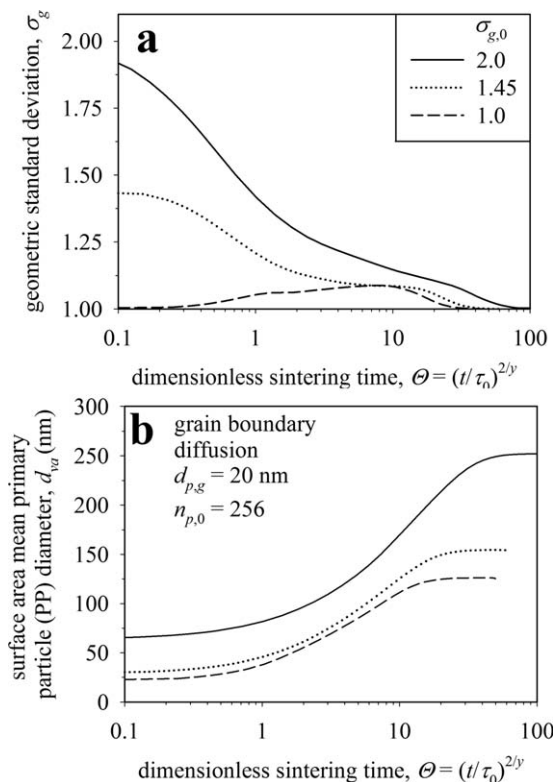 a
geometric standard deviation, σg
2.00
1.75
1.50
1.25
1.00
σg,0
2.0
1.45
1.0
0.1
1
10
100
dimensionless sintering time, Θ = (t/τ0)2/y
b
surface area mean primary
particle (PP) diameter, dva (nm)
300
250
200
150
100
50
0
grain boundary
diffusion
dp,g = 20 nm
np,0 = 256
0.1
1
10
100
dimensionless sintering time, Θ = (t/τ0)2/y